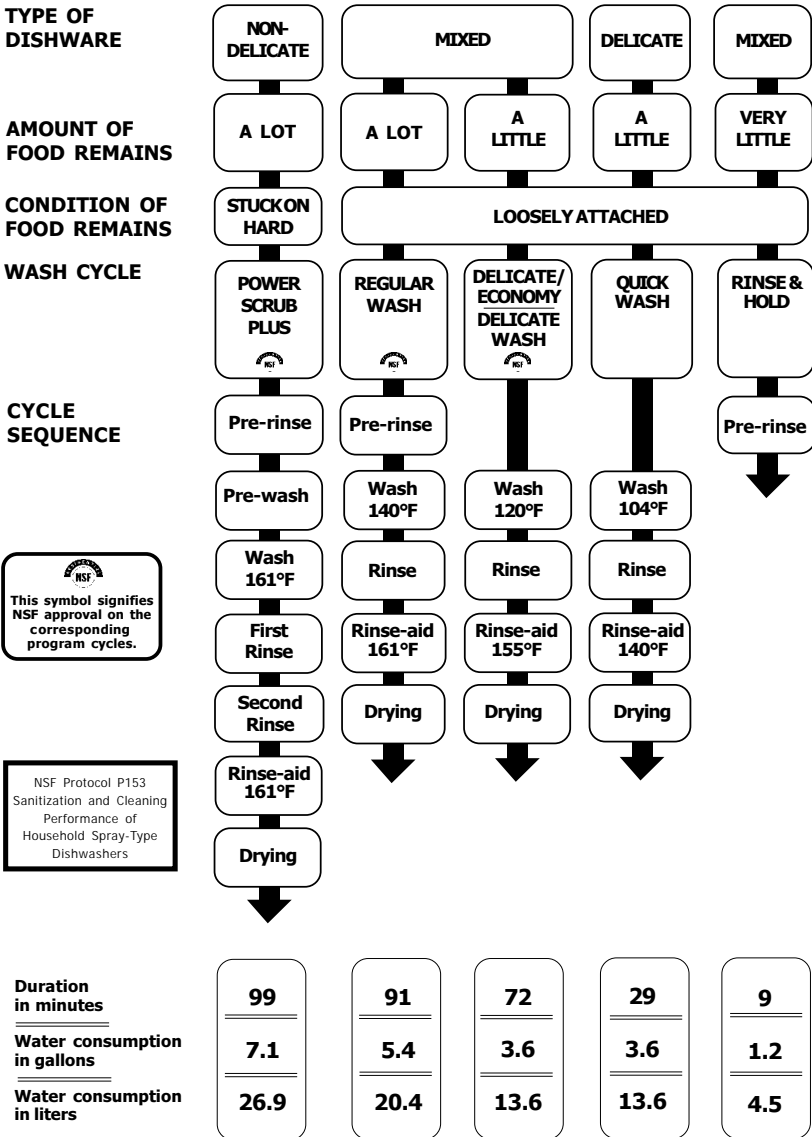 TYPE OF
DISHWARE
NON-
DELICATE
MIXED
DELICATE
MIXED
AMOUNT OF
FOOD REMAINS
A LOT
A LOT
A
LITTLE
A
LITTLE
VERY
LITTLE
CONDITION OF
FOOD REMAINS
STUCK ON
HARD
LOOSELY ATTACHED
WASH CYCLE
POWER
SCRUB
PLUS
NSF
REGULAR
WASH
NSF
DELICATE/
ECONOMY
DELICATE
WASH
NSF
QUICK
WASH
RINSE &
HOLD
CYCLE
SEQUENCE
Pre-rinse
Pre-rinse
Pre-rinse
Pre-wash
Wash
140°F
Wash
120°F
Wash
104°F
Wash
161°F
Rinse
Rinse
Rinse
NSF
This symbol signifies
NSF approval on the
corresponding
program cycles.
First
Rinse
Rinse-aid
161°F
Rinse-aid
155°F
Rinse-aid
140°F
Second
Rinse
Drying
Drying
Drying
NSF Protocol P153
Sanitization and Cleaning
Performance of
Household Spray-Type
Dishwashers
Rinse-aid
161°F
Drying
Duration
in minutes
99
91
72
29
9
Water consumption
in gallons
7.1
5.4
3.6
3.6
1.2
Water consumption
in liters
26.9
20.4
13.6
13.6
4.5